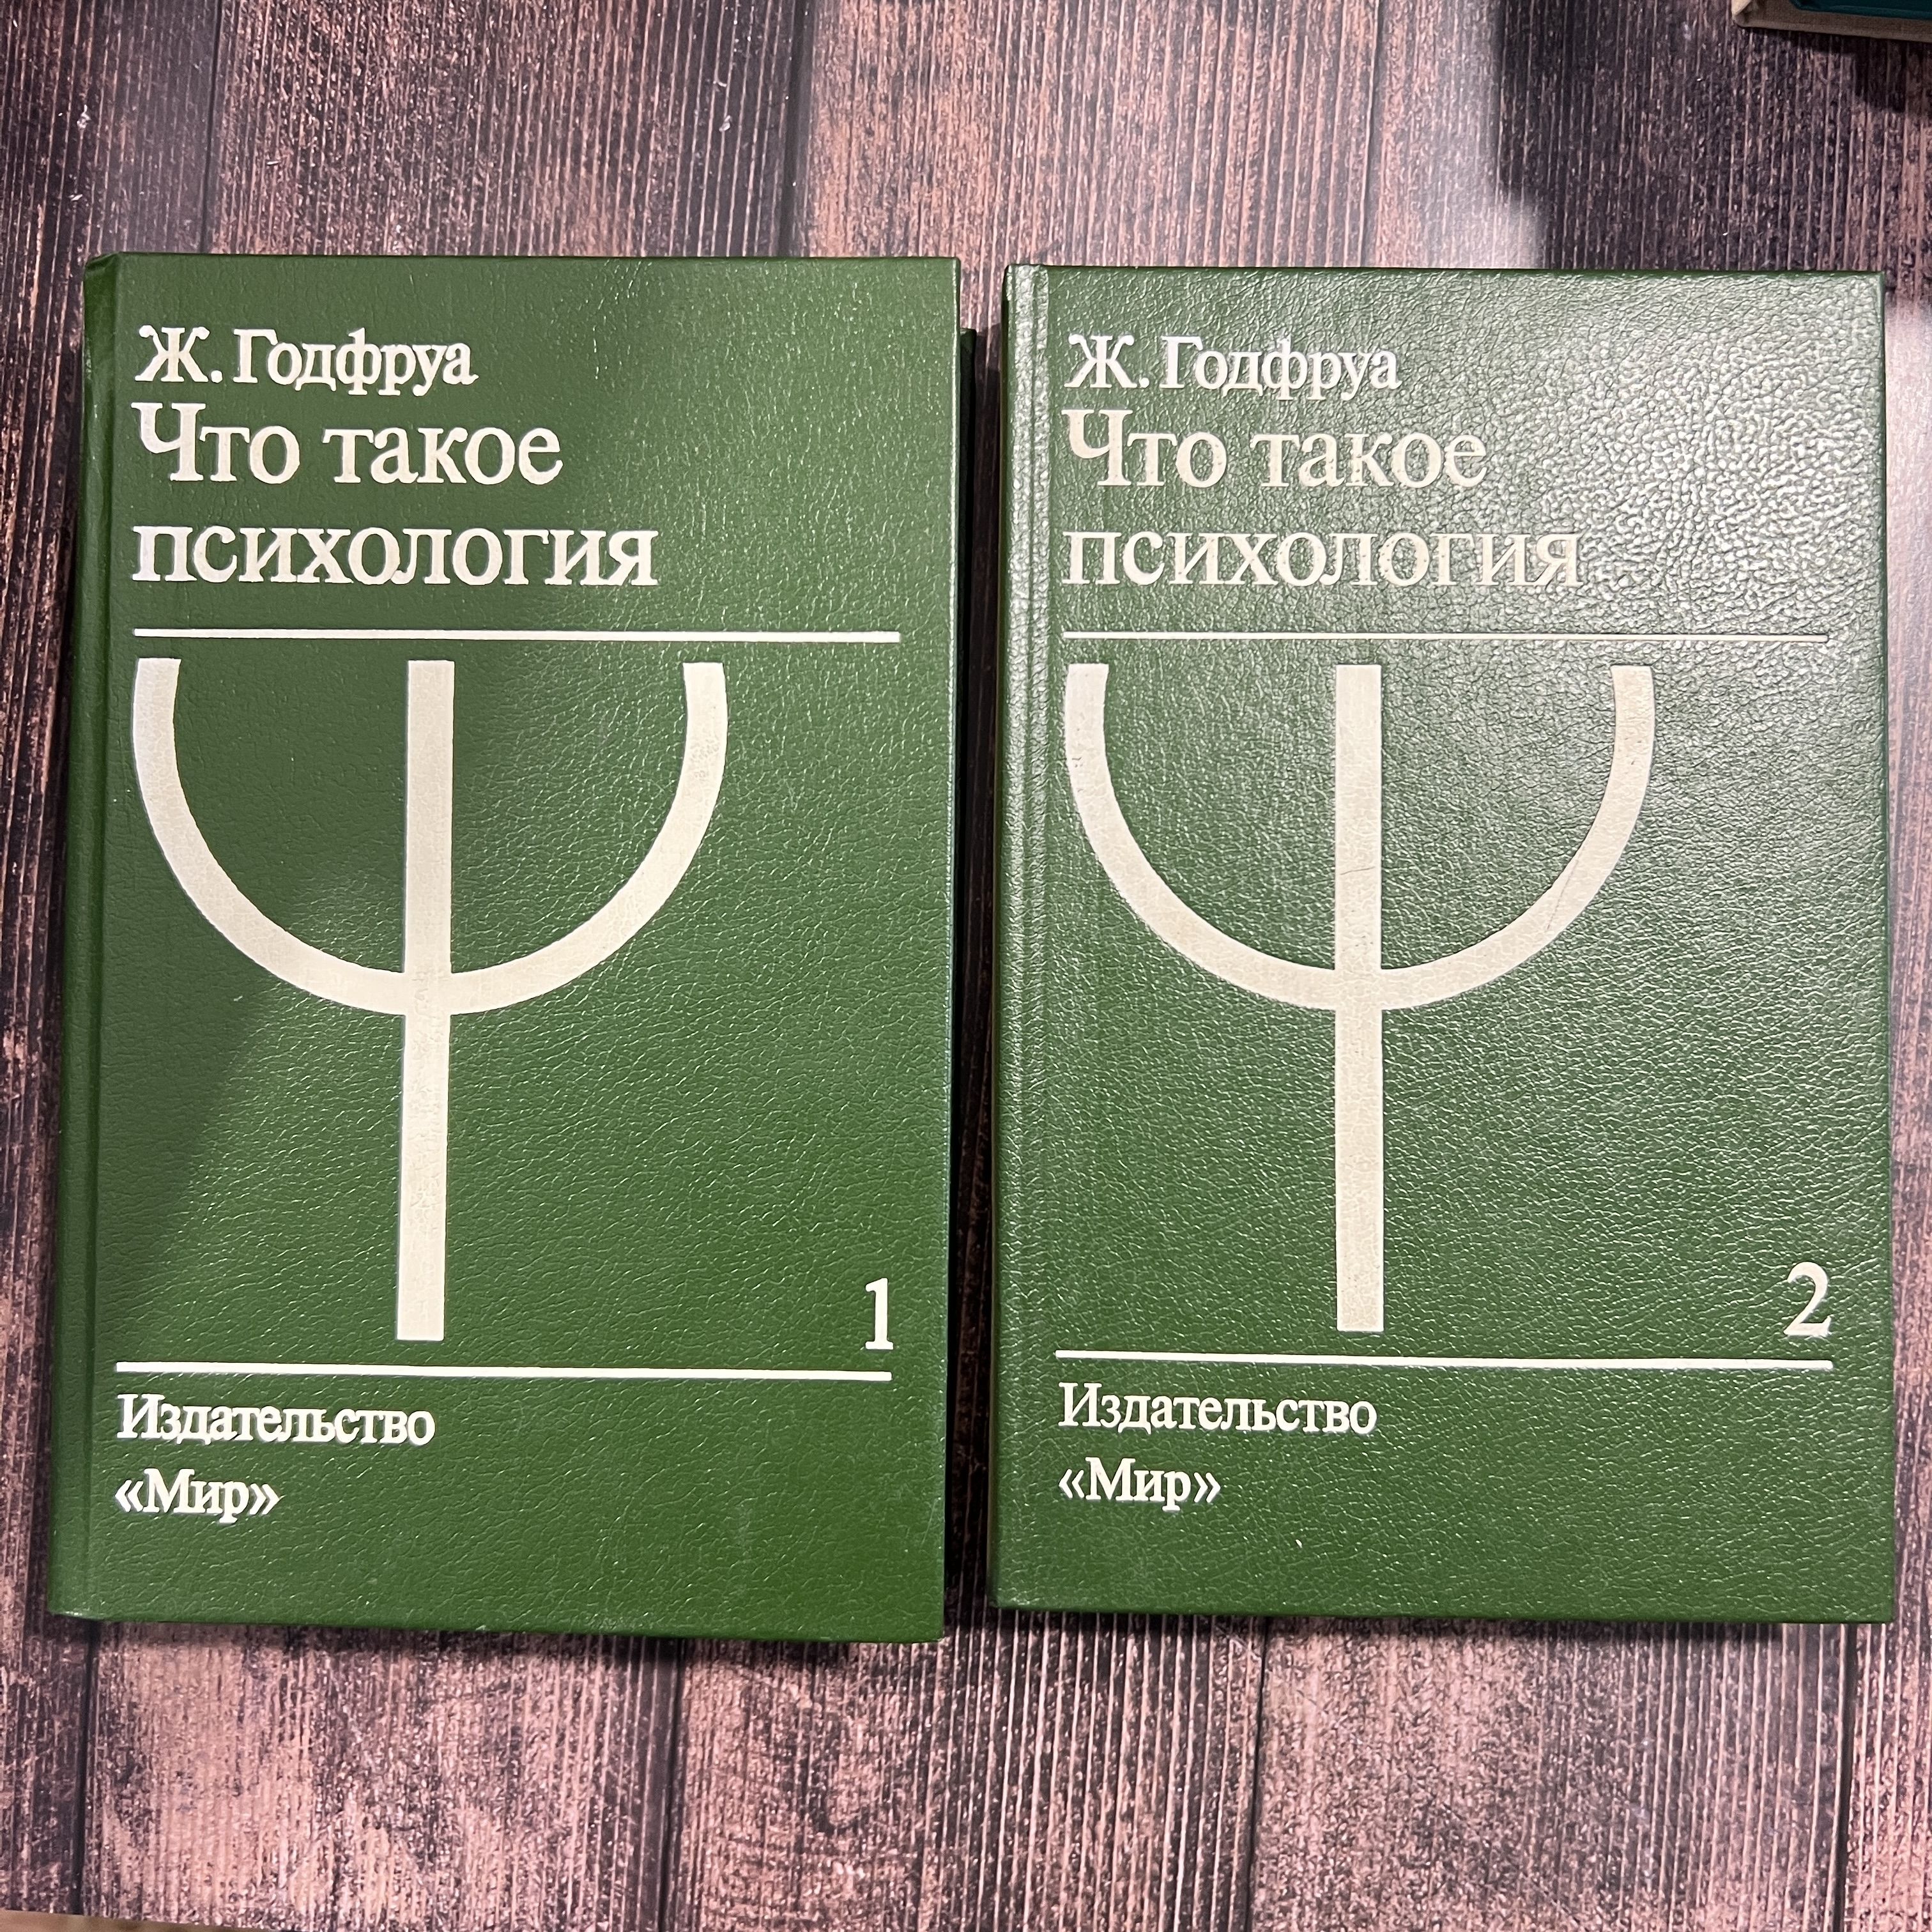 Ж. Годфруа
Что такое
психология
1
Издательство
«Мир»
Ж. Годфруа
Что такое
психология
2
Издательство
«Мир»